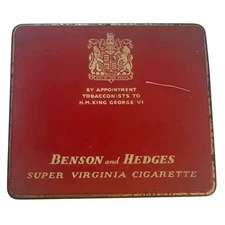 BY APPOINTMENT
TOBACCONISTS TO
H.M. KING GEORGE VI
BENSON and HEDGES
SUPER VIRGINIA CIGARETTE